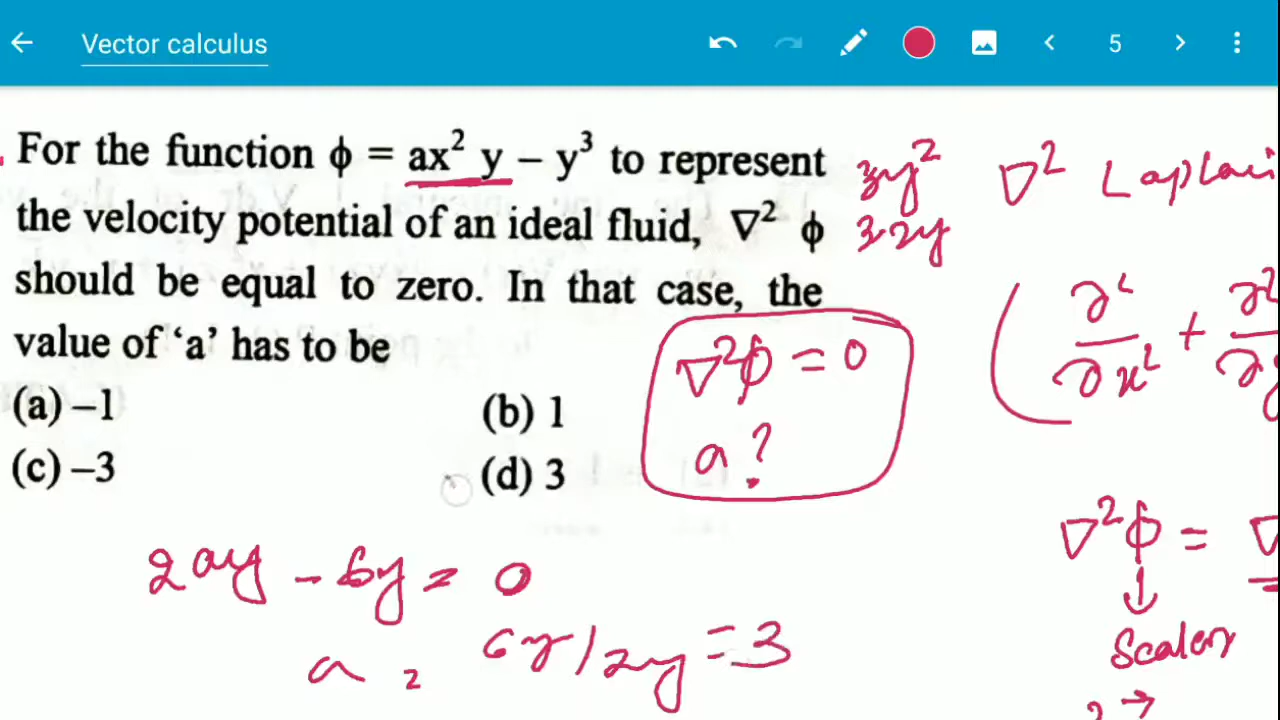 Vector calculus
5
For the function ϕ = ax² y – y³ to represent
the velocity potential of an ideal fluid, ∇² ϕ
should be equal to zero. In that case, the
value of ‘a’ has to be
(a) –1
(b) 1
(c) –3
(d) 3
3y²
3·2y
∇² Laplaci
∇²ϕ = 0
a?
( ∂²/∂x² + ∂²/∂y
∇²ϕ = ∇
↓
Scalar
2ay – 6y = 0
a = 6y/2y = 3